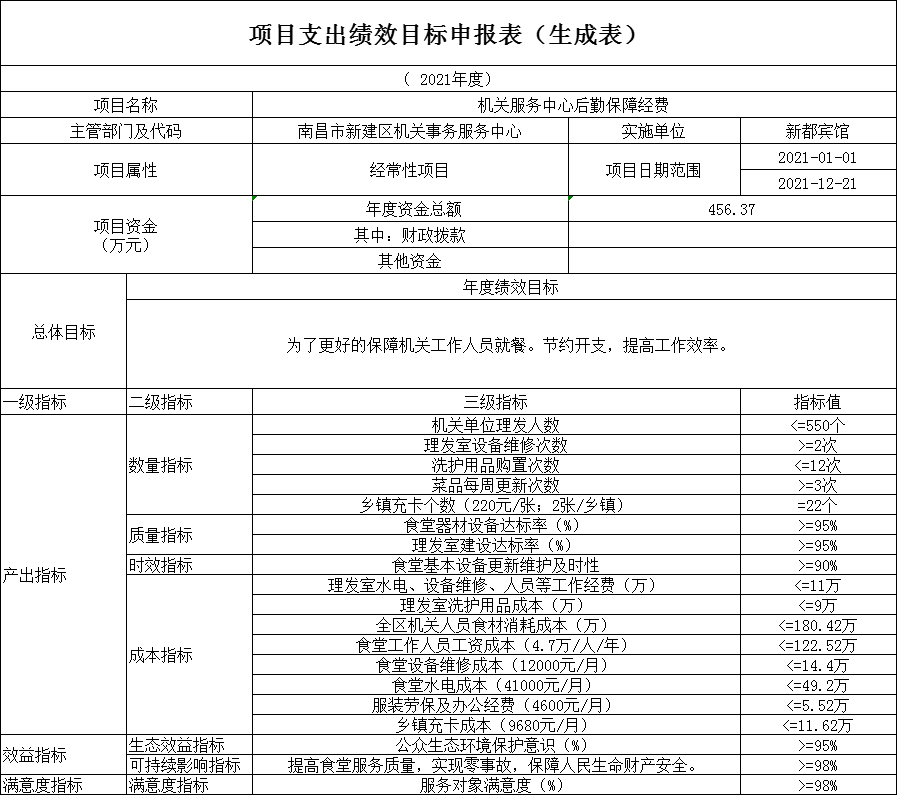 项目支出绩效目标申报表（生成表）
（ 2021年度）
项目名称 机关服务中心后勤保障经费
主管部门及代码 南昌市新建区机关事务服务中心 实施单位 新都宾馆
项目属性 经常性项目 项目日期范围 2021-01-01
2021-12-21
项目资金
（万元）
年度资金总额 456.37
其中：财政拨款
其他资金
总体目标
年度绩效目标
为了更好的保障机关工作人员就餐。节约开支，提高工作效率。
一级指标 二级指标 三级指标 指标值
产出指标
数量指标
机关单位理发人数 <=550个
理发室设备维修次数 >=2次
洗护用品购置次数 <=12次
菜品每周更新次数 >=3次
乡镇充卡个数（220元/张；2张/乡镇） =22个
质量指标
食堂器材设备达标率（%） >=95%
理发室建设达标率（%） >=95%
时效指标 食堂基本设备更新维护及时性 >=90%
成本指标
理发室水电、设备维修、人员等工作经费（万） <=11万
理发室洗护用品成本（万） <=9万
全区机关人员食材消耗成本（万） <=180.42万
食堂工作人员工资成本（4.7万/人/年） <=122.52万
食堂设备维修成本（12000元/月） <=14.4万
食堂水电成本（41000元/月） <=49.2万
服装劳保及办公经费（4600元/月） <=5.52万
乡镇充卡成本（9680元/月） <=11.62万
效益指标
生态效益指标 公众生态环境保护意识（%） >=95%
可持续影响指标 提高食堂服务质量，实现零事故，保障人民生命财产安全。 >=98%
满意度指标 满意度指标 服务对象满意度（%） >=98%